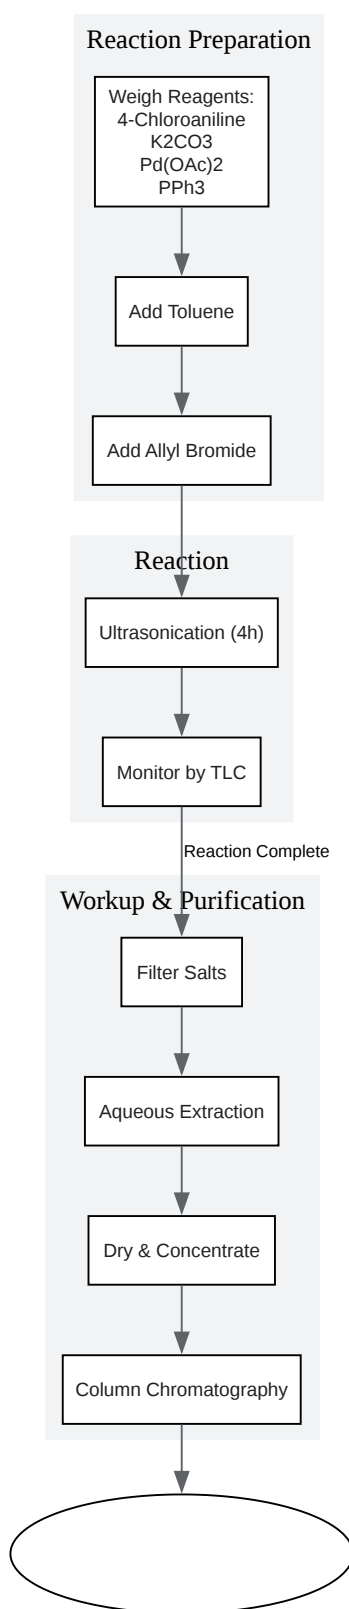 Reaction Preparation
Weigh Reagents:
4-Chloroaniline
K2CO3
Pd(OAc)2
PPh3
Add Toluene
Add Allyl Bromide
Reaction
Ultrasonication (4h)
Monitor by TLC
Reaction Complete
Workup & Purification
Filter Salts
Aqueous Extraction
Dry & Concentrate
Column Chromatography